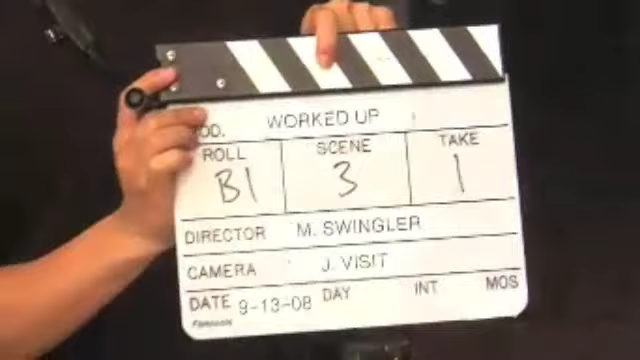 OD. WORKED UP
ROLL SCENE TAKE
B1 3 1
DIRECTOR M. SWINGLER
CAMERA J. VISIT
DATE 9-13-08 DAY INT MOS
Panasonic